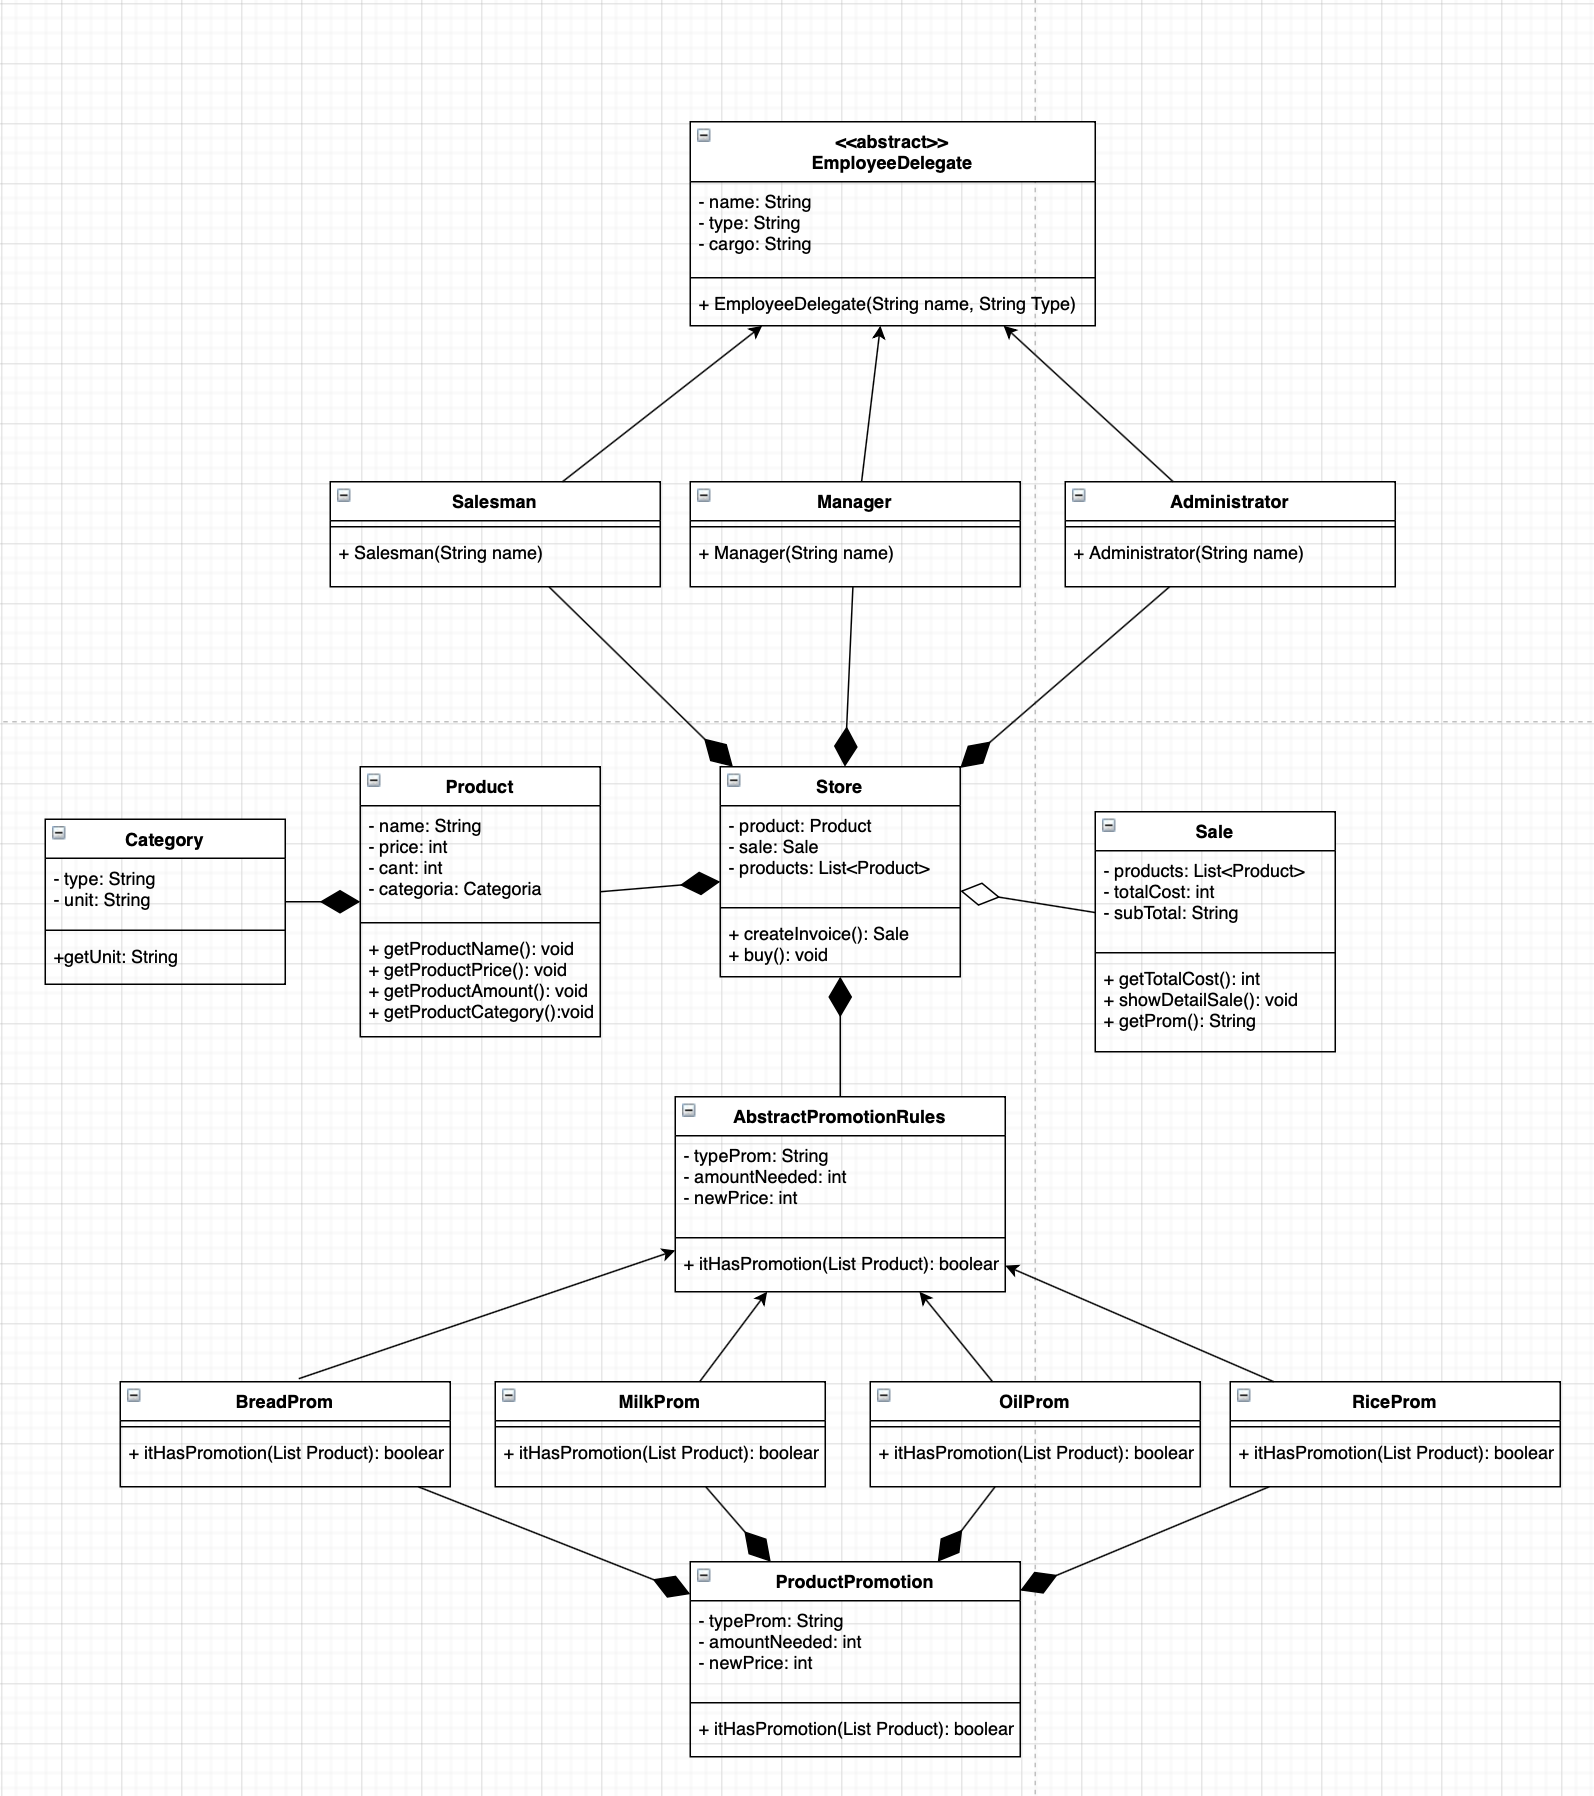 <<abstract>>
EmployeeDelegate
- name: String
- type: String
- cargo: String
+ EmployeeDelegate(String name, String Type)
Salesman
+ Salesman(String name)
Manager
+ Manager(String name)
Administrator
+ Administrator(String name)
Category
- type: String
- unit: String
+getUnit: String
Product
- name: String
- price: int
- cant: int
- categoria: Categoria
+ getProductName(): void
+ getProductPrice(): void
+ getProductAmount(): void
+ getProductCategory():void
Store
- product: Product
- sale: Sale
- products: List<Product>
+ createInvoice(): Sale
+ buy(): void
Sale
- products: List<Product>
- totalCost: int
- subTotal: String
+ getTotalCost(): int
+ showDetailSale(): void
+ getProm(): String
AbstractPromotionRules
- typeProm: String
- amountNeeded: int
- newPrice: int
+ itHasPromotion(List Product): boolear
BreadProm
+ itHasPromotion(List Product): boolear
MilkProm
+ itHasPromotion(List Product): boolear
OilProm
+ itHasPromotion(List Product): boolear
RiceProm
+ itHasPromotion(List Product): boolear
ProductPromotion
- typeProm: String
- amountNeeded: int
- newPrice: int
+ itHasPromotion(List Product): boolear